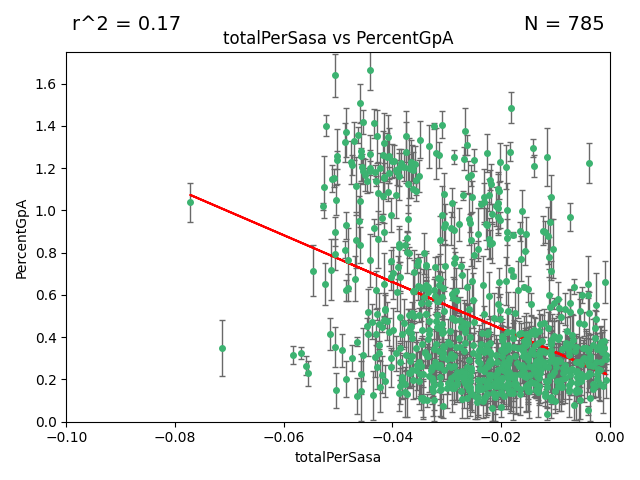 r^2 = 0.17
N = 785
totalPerSasa vs PercentGpA
PercentGpA
1.6
1.4
1.2
1.0
0.8
0.6
0.4
0.2
0.0
−0.10 −0.08 −0.06 −0.04 −0.02 0.00
totalPerSasa